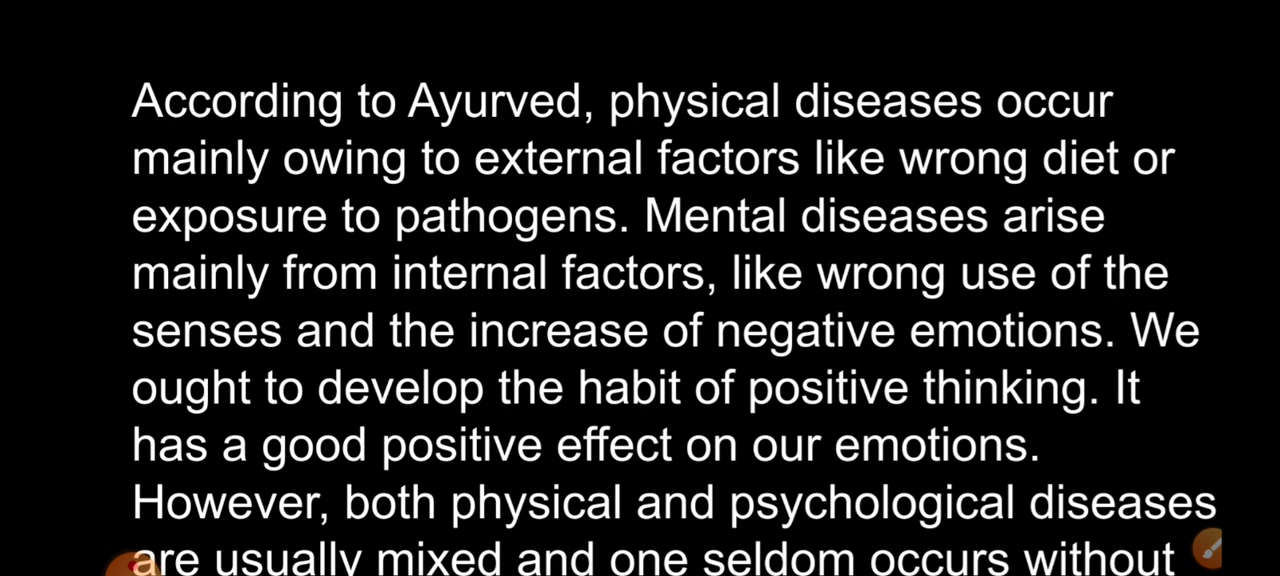 According to Ayurved, physical diseases occur
mainly owing to external factors like wrong diet or
exposure to pathogens. Mental diseases arise
mainly from internal factors, like wrong use of the
senses and the increase of negative emotions. We
ought to develop the habit of positive thinking. It
has a good positive effect on our emotions.
However, both physical and psychological diseases
are usually mixed and one seldom occurs without